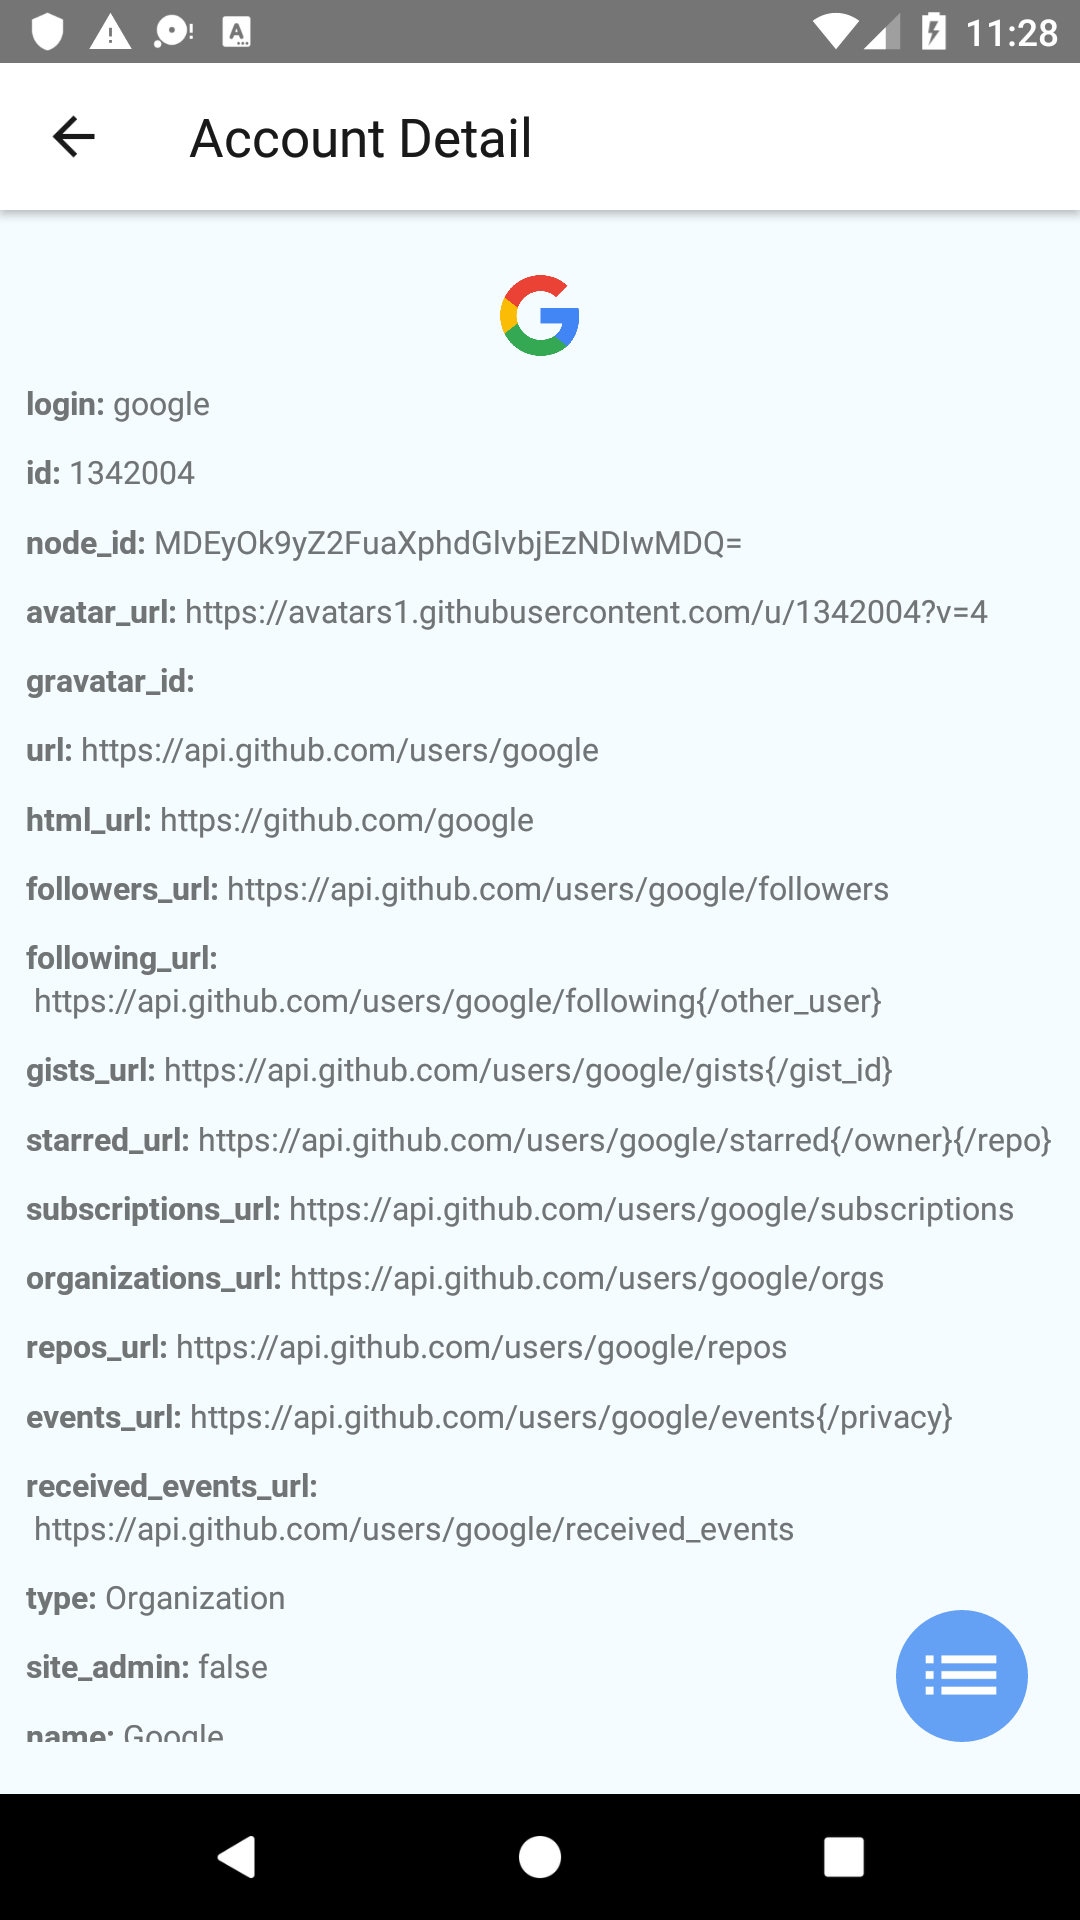 11:28
Account Detail
login: google
id: 1342004
node_id: MDEyOk9yZ2FuaXphdGlvbjEzNDIwMDQ=
avatar_url: https://avatars1.githubusercontent.com/u/1342004?v=4
gravatar_id:
url: https://api.github.com/users/google
html_url: https://github.com/google
followers_url: https://api.github.com/users/google/followers
following_url:
https://api.github.com/users/google/following{/other_user}
gists_url: https://api.github.com/users/google/gists{/gist_id}
starred_url: https://api.github.com/users/google/starred{/owner}{/repo}
subscriptions_url: https://api.github.com/users/google/subscriptions
organizations_url: https://api.github.com/users/google/orgs
repos_url: https://api.github.com/users/google/repos
events_url: https://api.github.com/users/google/events{/privacy}
received_events_url:
https://api.github.com/users/google/received_events
type: Organization
site_admin: false
name: Google